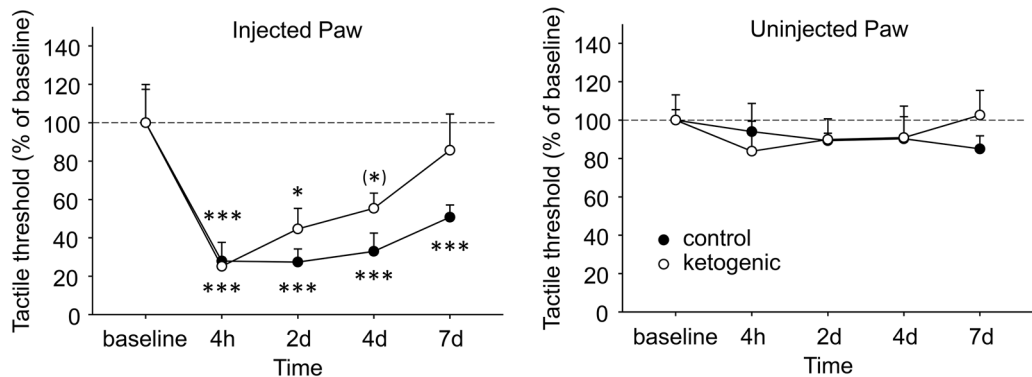 Injected Paw
Tactile threshold (% of baseline)
140
120
100
80
60
40
20
0
***
*
(*)
***
***
***
***
baseline 4h 2d 4d 7d
Time
Uninjected Paw
Tactile threshold (% of baseline)
140
120
100
80
60
40
20
0
control
ketogenic
baseline 4h 2d 4d 7d
Time